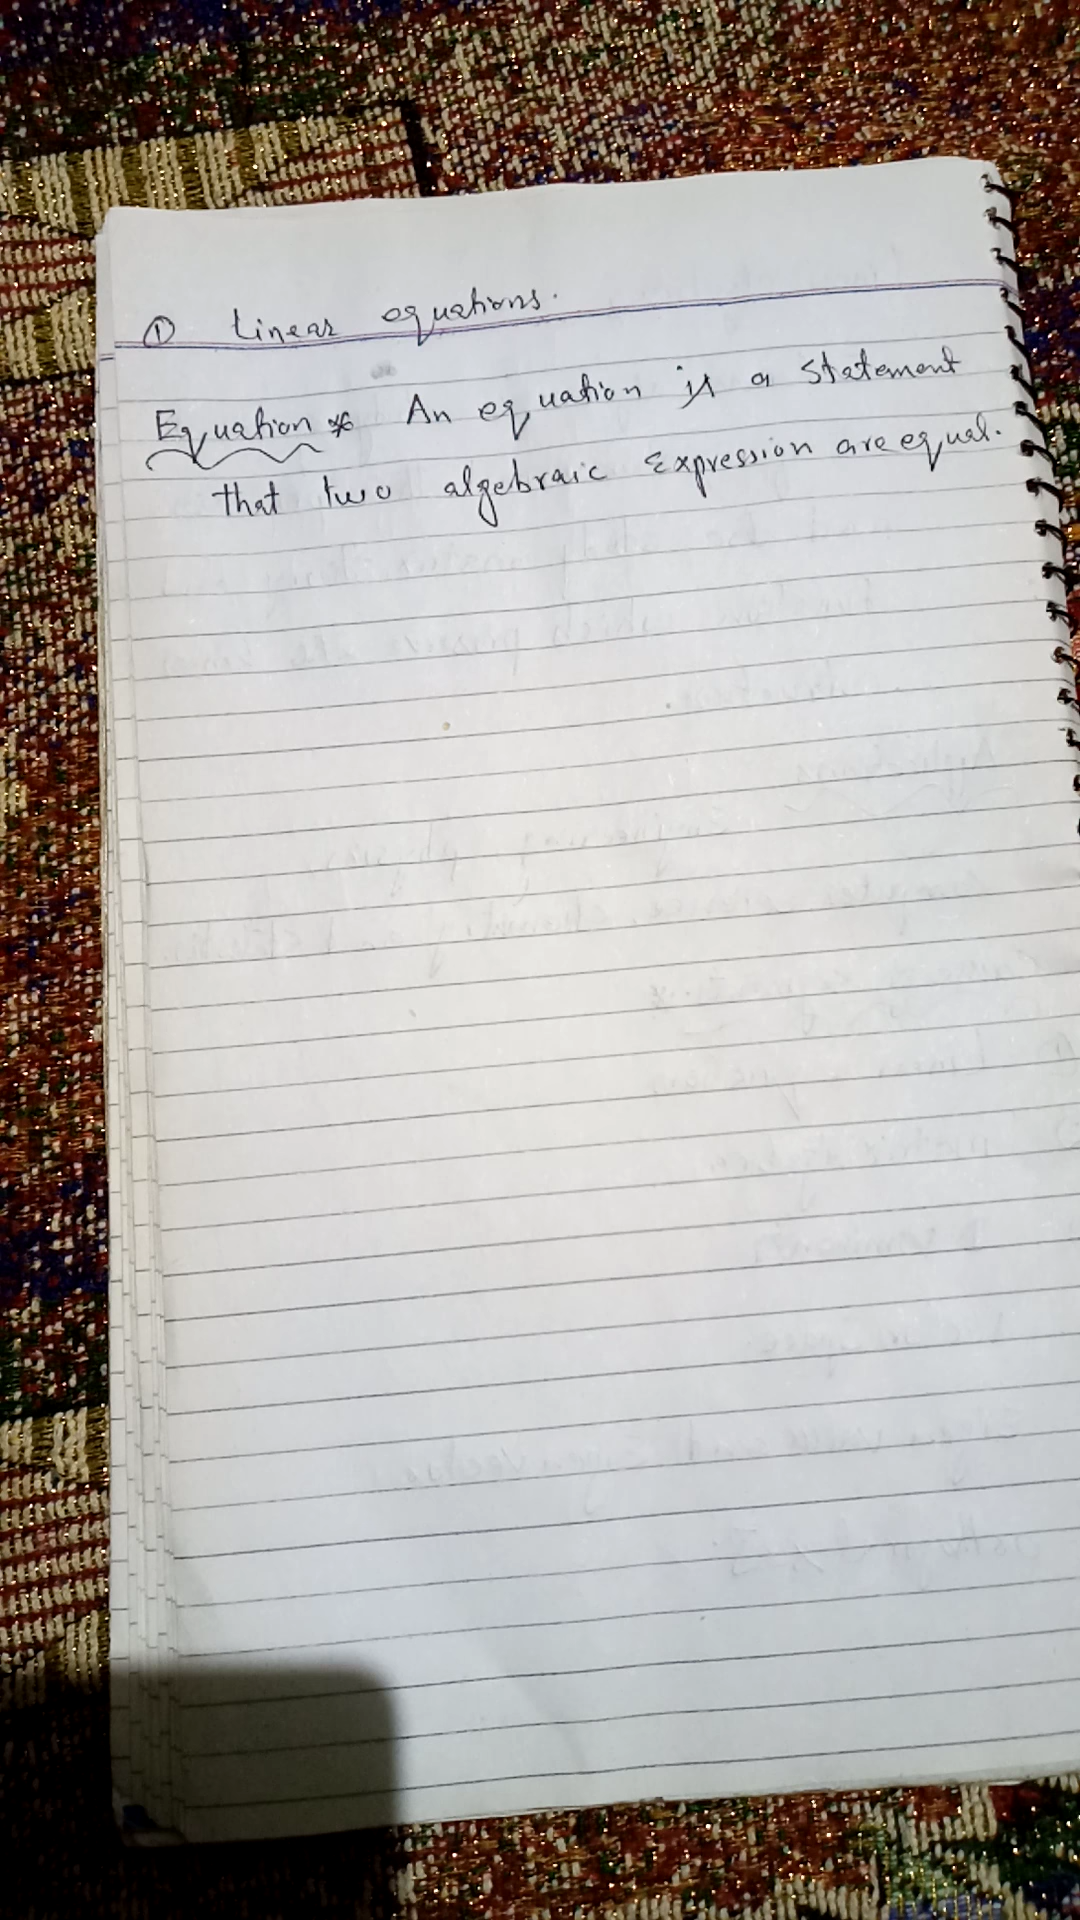 ① Linear equations.
Equation : An equation is a statement
that two algebraic Expression are equal.